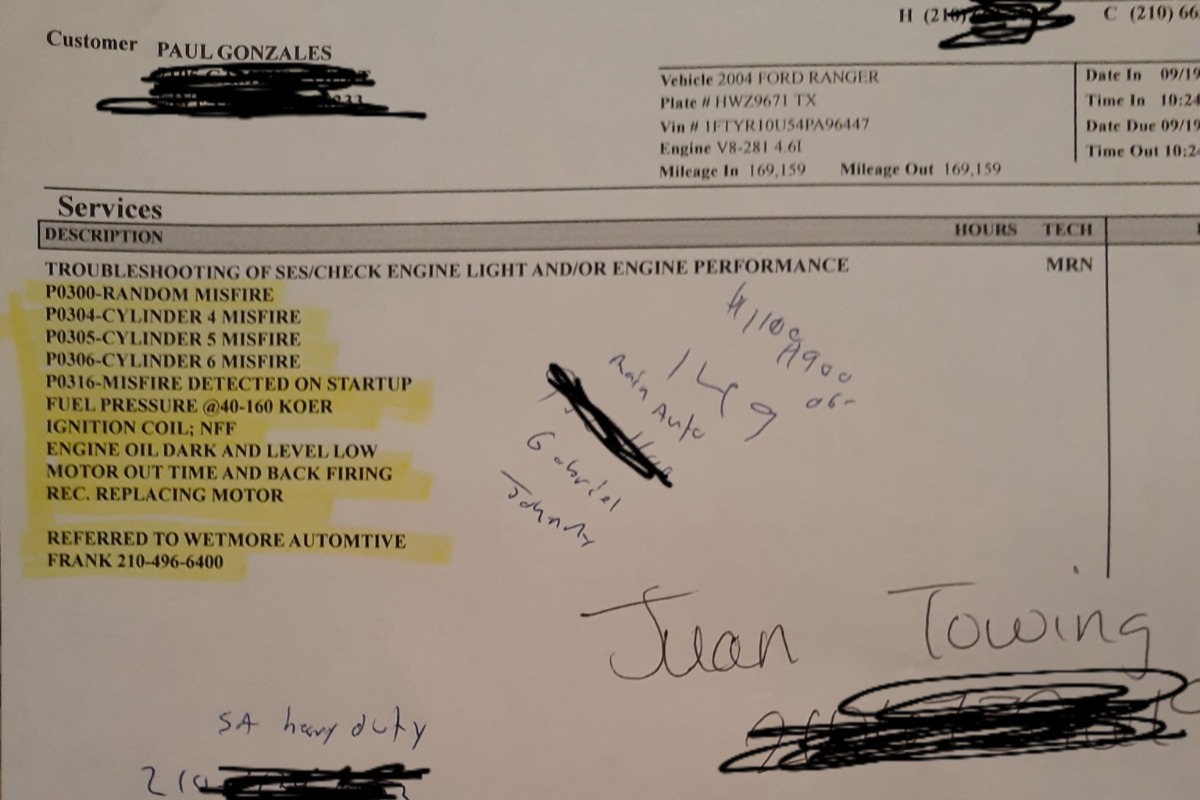 H (210) C (210) 66
Customer PAUL GONZALES
Vehicle 2004 FORD RANGER
Plate # HWZ9671 TX
Vin # 1FTYR10U54PA96447
Engine V8-281 4.6L
Mileage In 169,159 Mileage Out 169,159
Date In 09/19
Time In 10:24
Date Due 09/19
Time Out 10:24
Services
DESCRIPTION HOURS TECH
TROUBLESHOOTING OF SES/CHECK ENGINE LIGHT AND/OR ENGINE PERFORMANCE MRN
P0300-RANDOM MISFIRE
P0304-CYLINDER 4 MISFIRE
P0305-CYLINDER 5 MISFIRE
P0306-CYLINDER 6 MISFIRE
P0316-MISFIRE DETECTED ON STARTUP
FUEL PRESSURE @40-160 KOER
IGNITION COIL; NFF
ENGINE OIL DARK AND LEVEL LOW
MOTOR OUT TIME AND BACK FIRING
REC. REPLACING MOTOR
REFERRED TO WETMORE AUTOMTIVE
FRANK 210-496-6400
Rain Auto
Gabriel
Johnny
Juan Towing
SA heavy duty
210